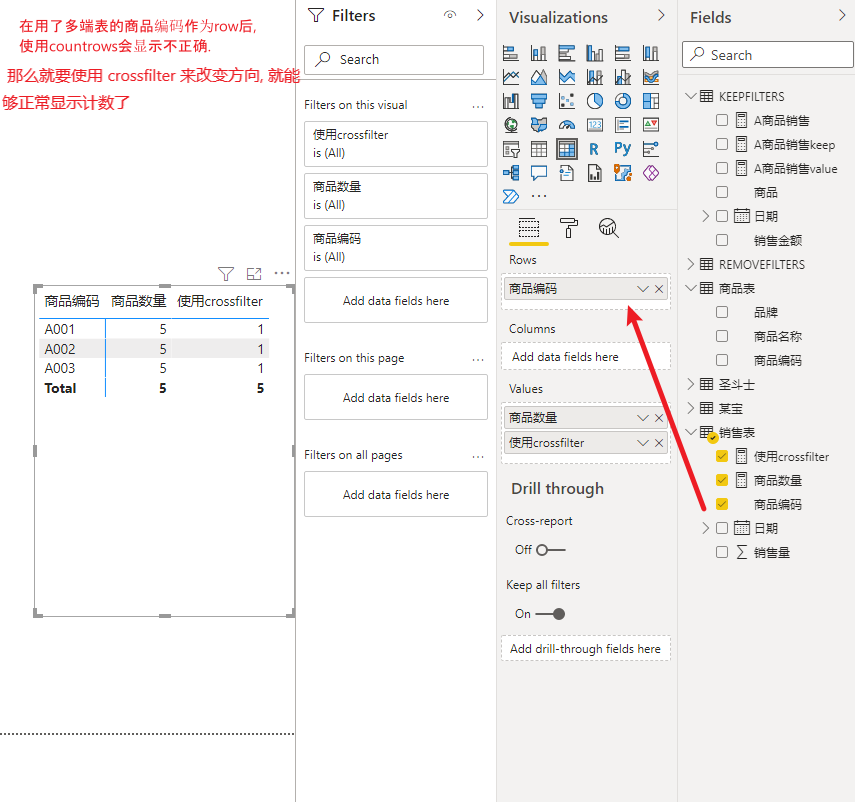 在用了多端表的商品编码作为row后,
使用countrows会显示不正确.
那么就要使用 crossfilter 来改变方向, 就能
够正常显示计数了
商品编码 商品数量 使用crossfilter
A001 5 1
A002 5 1
A003 5 1
Total 5 5
Filters
Search
Filters on this visual ...
使用crossfilter
is (All)
商品数量
is (All)
商品编码
is (All)
Add data fields here
Filters on this page ...
Add data fields here
Filters on all pages ...
Add data fields here
Visualizations
R Py
...
Rows
商品编码
Columns
Add data fields here
Values
商品数量
使用crossfilter
Drill through
Cross-report
Off
Keep all filters
On
Add drill-through fields here
Fields
Search
KEEPFILTERS
A商品销售
A商品销售keep
A商品销售value
商品
日期
销售金额
REMOVEFILTERS
商品表
品牌
商品名称
商品编码
圣斗士
某宝
销售表
使用crossfilter
商品数量
商品编码
日期
销售量